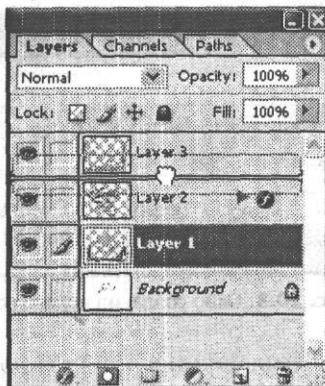 Layers Channels Paths
Normal Opacity: 100%
Lock: Fill: 100%
Layer 3
Layer 2
Layer 1
Background